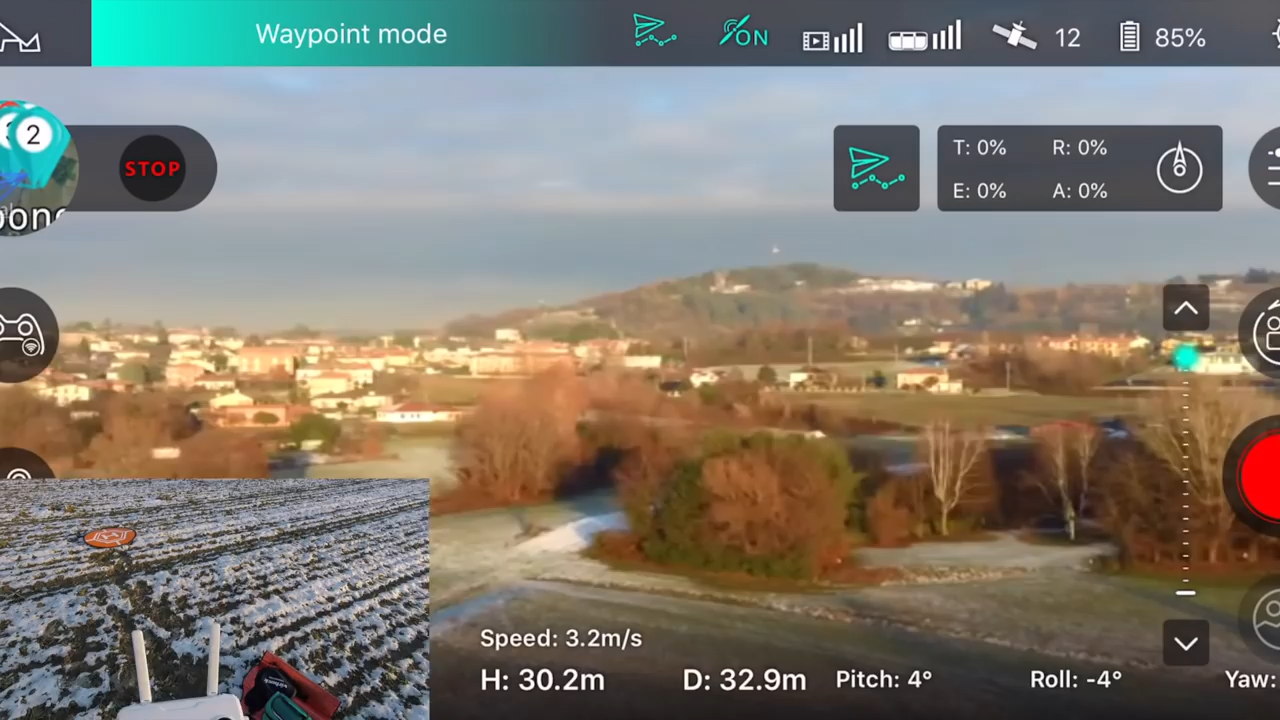 Waypoint mode
ON
12
85%
2
STOP
T: 0%
R: 0%
E: 0%
A: 0%
Speed: 3.2m/s
H: 30.2m
D: 32.9m
Pitch: 4°
Roll: -4°
Yaw: